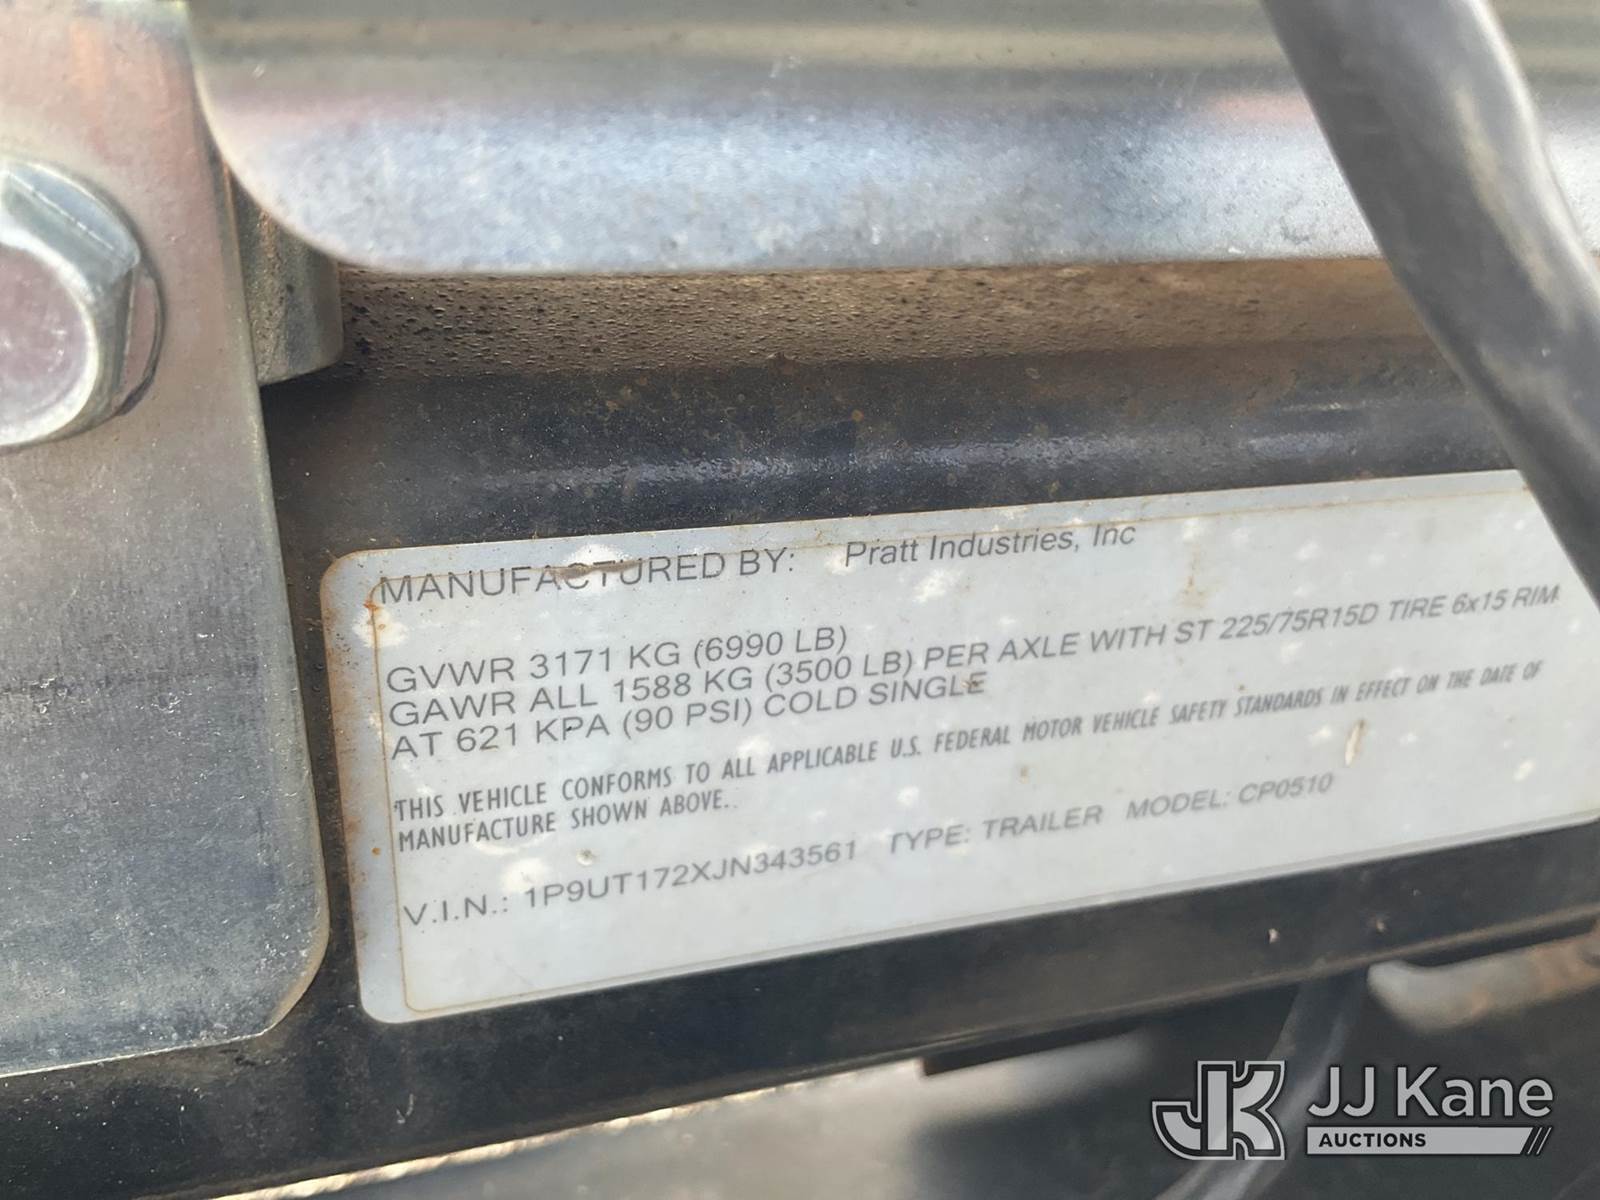 MANUFACTURED BY: Pratt Industries, Inc
GVWR 3171 KG (6990 LB)
GAWR ALL 1588 KG (3500 LB) PER AXLE WITH ST 225/75R15D TIRE 6x15 RIM
AT 621 KPA (90 PSI) COLD SINGLE
THIS VEHICLE CONFORMS TO ALL APPLICABLE U.S. FEDERAL MOTOR VEHICLE SAFETY STANDARDS IN EFFECT ON THE DATE OF
MANUFACTURE SHOWN ABOVE.
V.I.N.: 1P9UT172XJN343561 TYPE: TRAILER MODEL: CP0510
JK JJ Kane
AUCTIONS